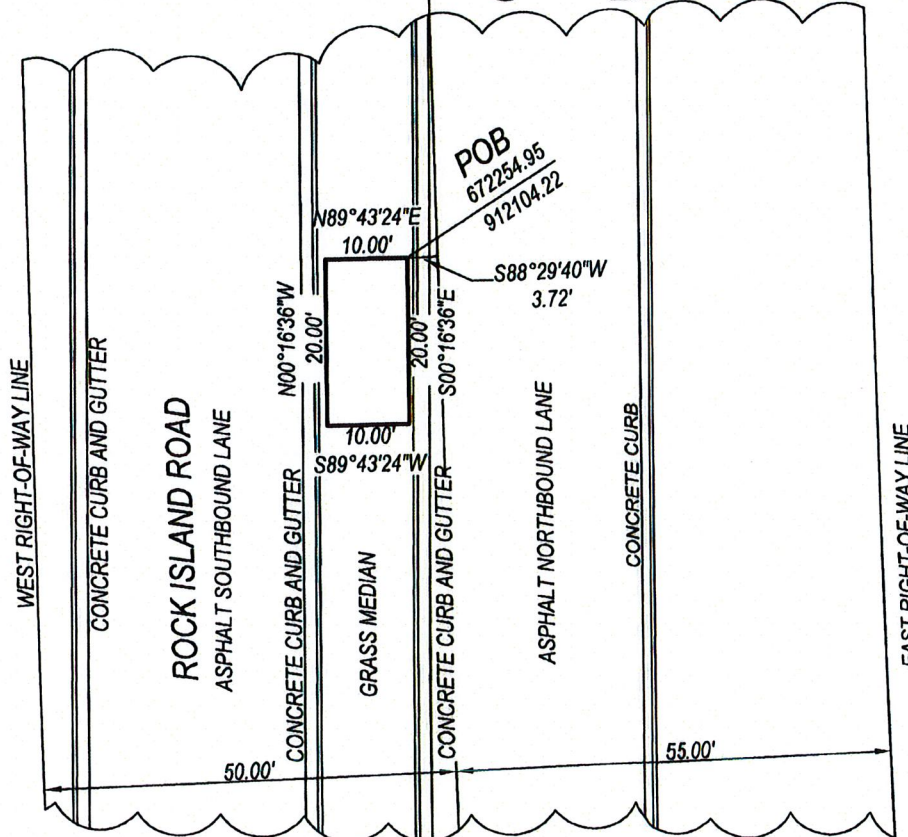 POB
672254.95
912104.22
N89°43'24"E
10.00'
S88°29'40"W
3.72'
N00°16'36"W
20.00'
20.00'
S00°16'36"E
10.00'
S89°43'24"W
WEST RIGHT-OF-WAY LINE
CONCRETE CURB AND GUTTER
ROCK ISLAND ROAD
ASPHALT SOUTHBOUND LANE
CONCRETE CURB AND GUTTER
GRASS MEDIAN
CONCRETE CURB AND GUTTER
ASPHALT NORTHBOUND LANE
CONCRETE CURB
EAST RIGHT-OF-WAY LINE
50.00'
55.00'